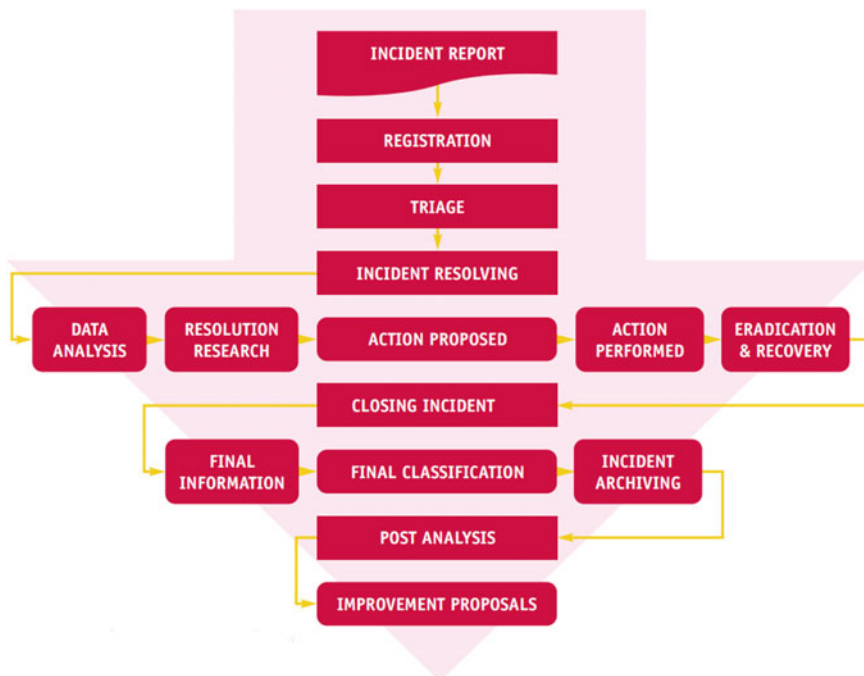 INCIDENT REPORT
REGISTRATION
TRIAGE
INCIDENT RESOLVING
DATA
ANALYSIS
RESOLUTION
RESEARCH
ACTION PROPOSED
ACTION
PERFORMED
ERADICATION
& RECOVERY
CLOSING INCIDENT
FINAL
INFORMATION
FINAL CLASSIFICATION
INCIDENT
ARCHIVING
POST ANALYSIS
IMPROVEMENT PROPOSALS